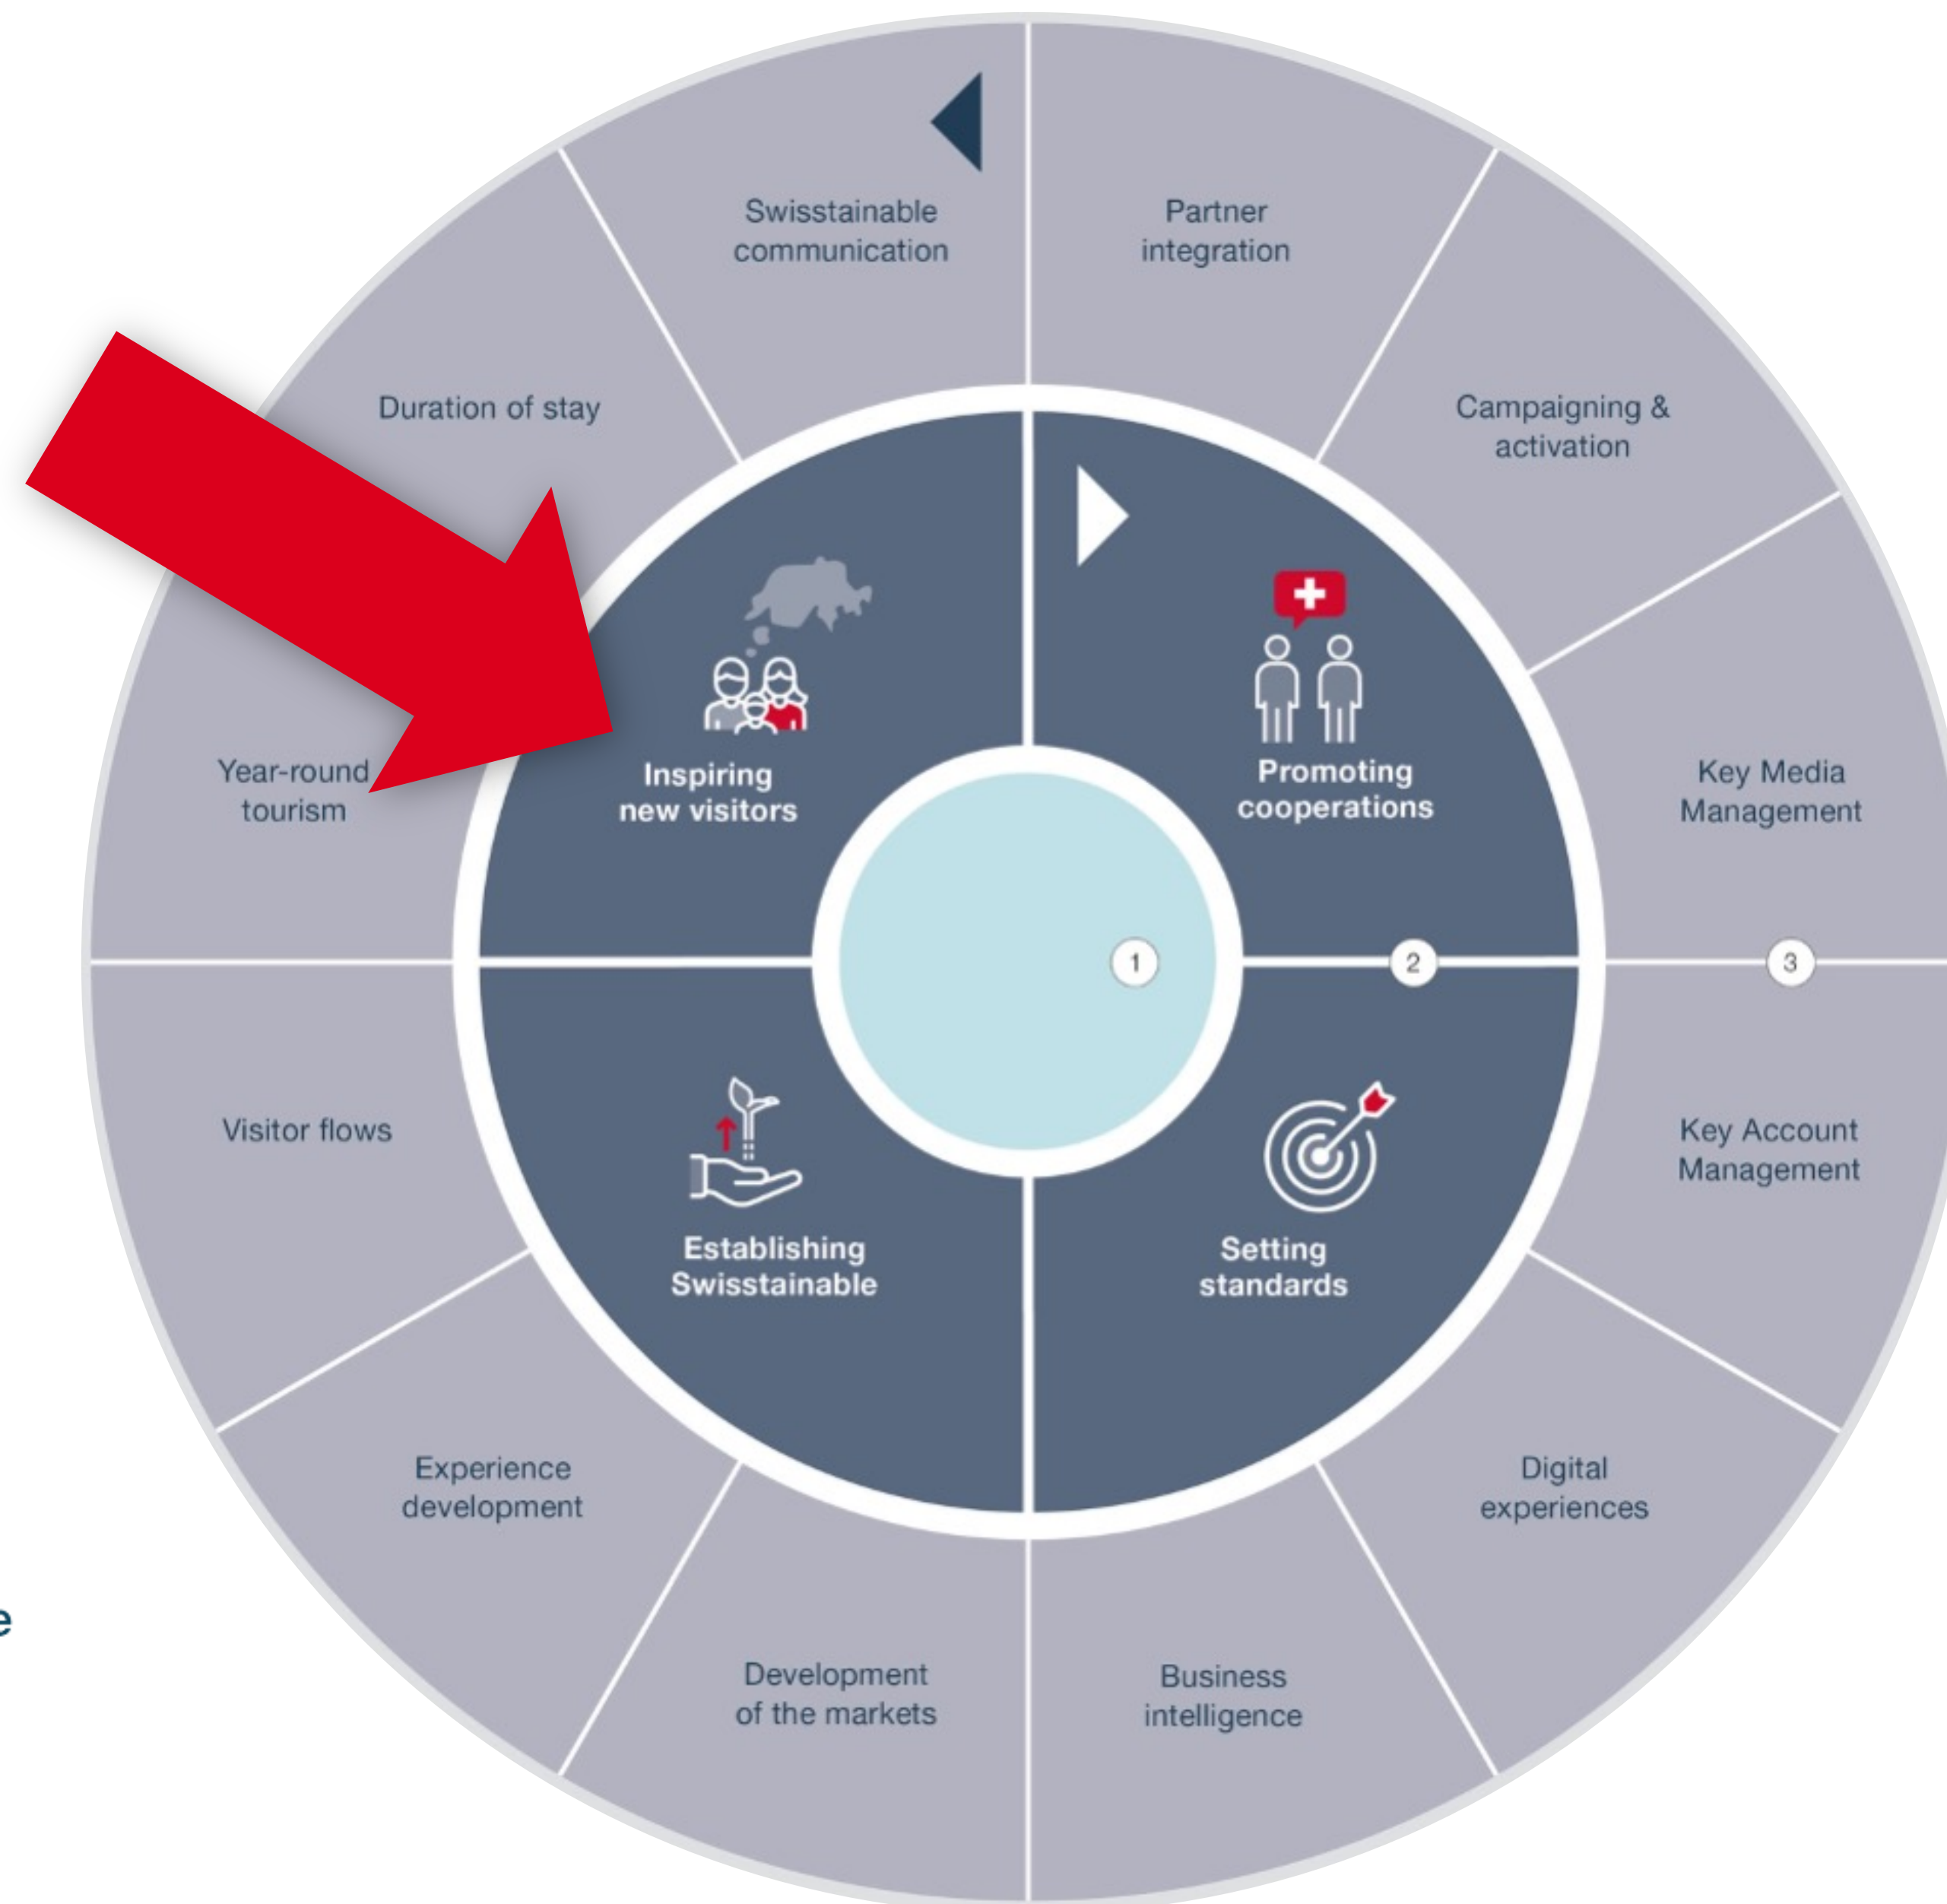 Swisstainable
communication
Partner
integration
Duration of stay
Campaigning &
activation
Inspiring
new visitors
Promoting
cooperations
Year-round
tourism
Key Media
Management
1
2
3
Visitor flows
Key Account
Management
Establishing
Swisstainable
Setting
standards
Experience
development
Digital
experiences
e
Development
of the markets
Business
intelligence